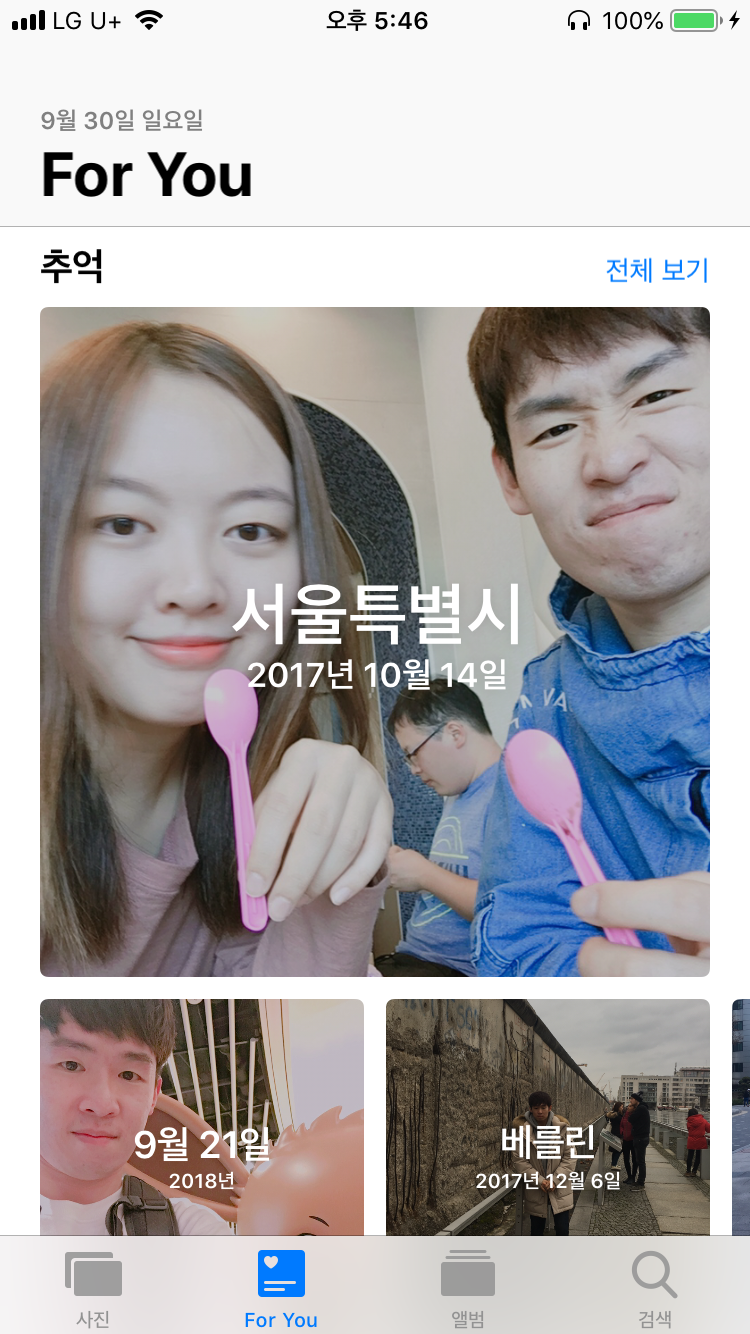 LG U+ 오후 5:46 100%
9월 30일 일요일
For You
추억 전체 보기
서울특별시
2017년 10월 14일
VA
9월 21일
2018년
베를린
2017년 12월 6일
사진 For You 앨범 검색